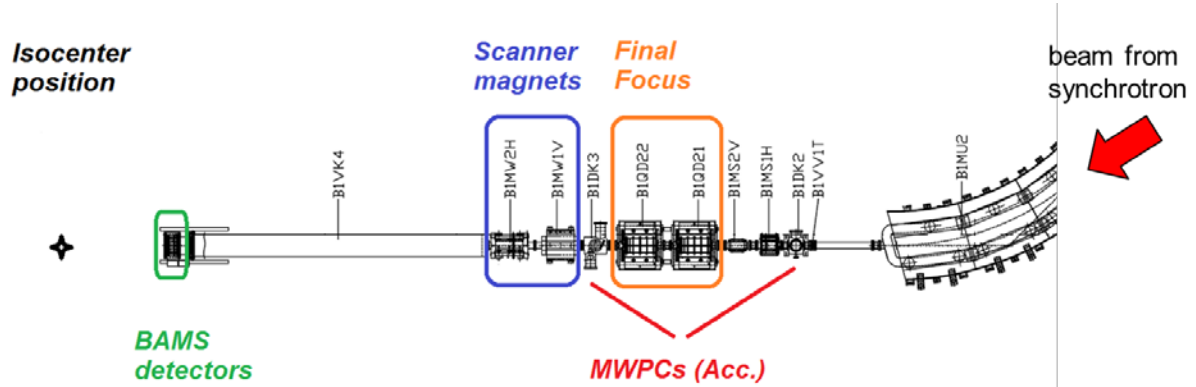 Isocenter
position
Scanner
magnets
Final
Focus
beam from
synchrotron
B1VK4
B1MW2H
B1MW1V
B1DK3
B1QD22
B1QD21
B1MS2V
B1MS1H
B1DK2
B1VV1T
B1MU2
BAMS
detectors
MWPCs (Acc.)